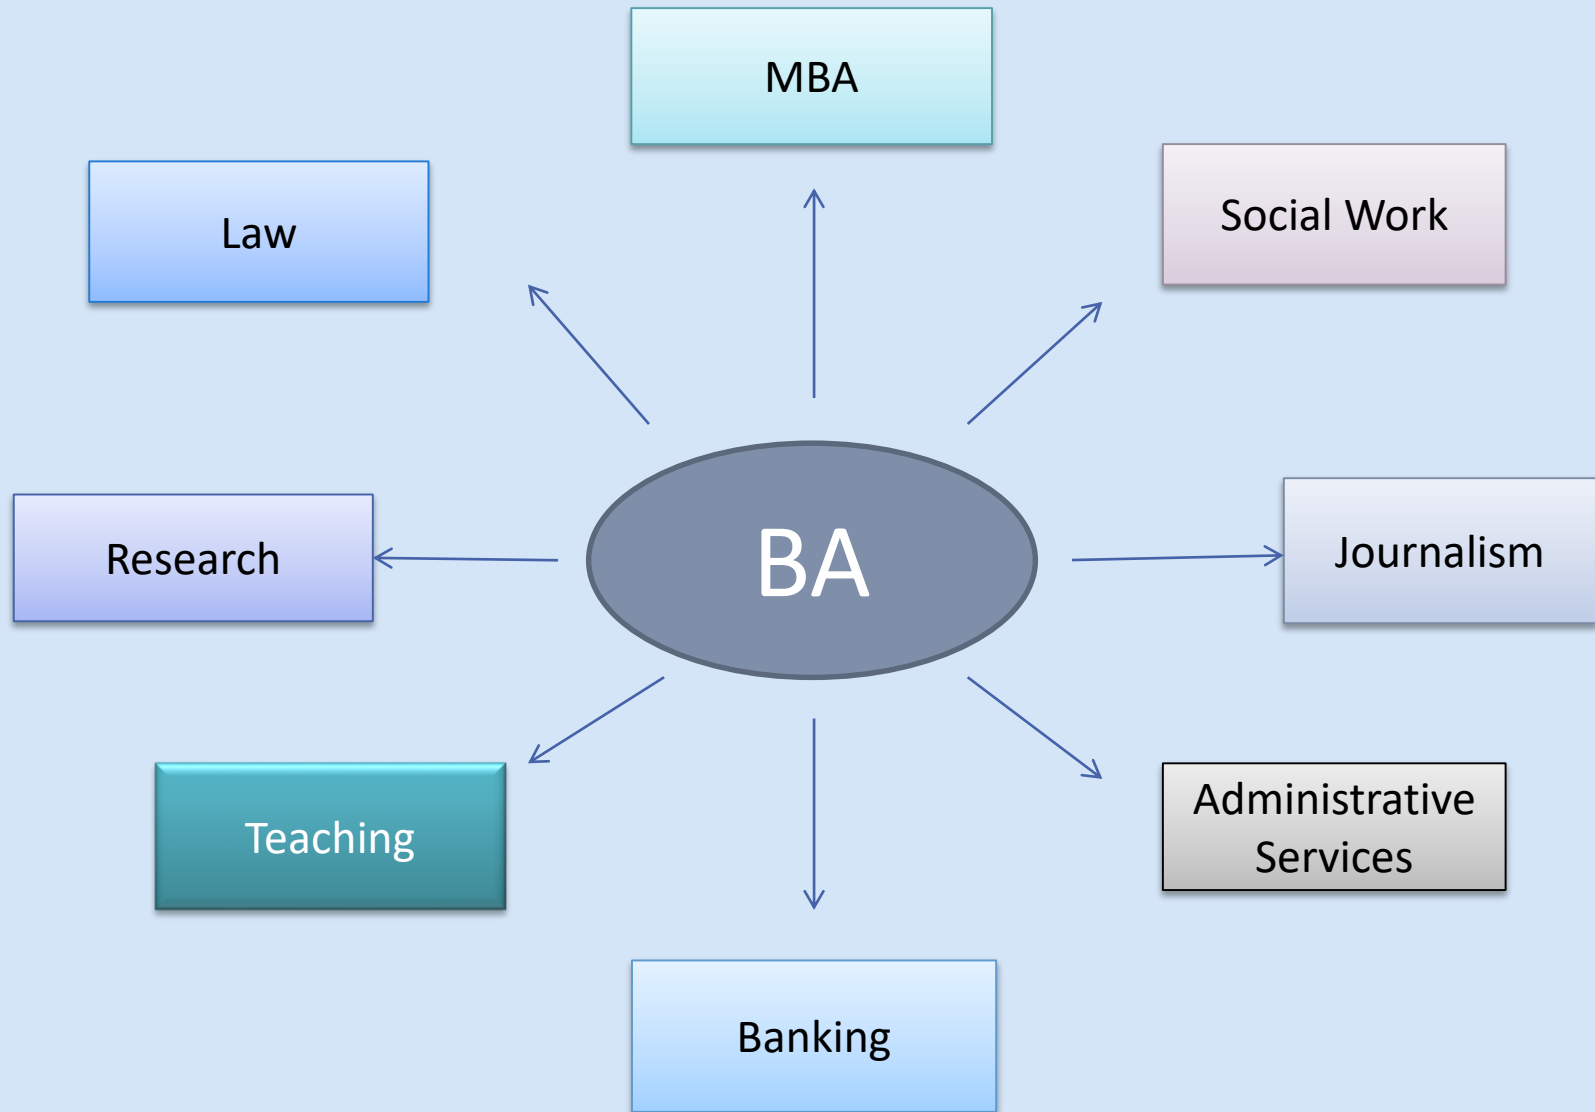 MBA
Law
Social Work
Research
BA
Journalism
Teaching
Administrative
Services
Banking